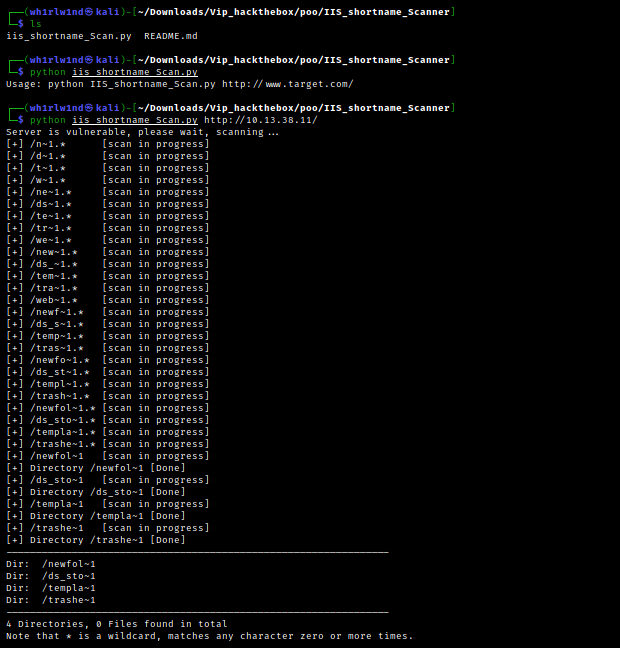 ┌──(wh1rlw1nd㉿kali)-[~/Downloads/Vip_hackthebox/poo/IIS_shortname_Scanner]
└─$ ls
iis_shortname_Scan.py  README.md

┌──(wh1rlw1nd㉿kali)-[~/Downloads/Vip_hackthebox/poo/IIS_shortname_Scanner]
└─$ python iis_shortname_Scan.py
Usage: python IIS_shortname_Scan.py http://www.target.com/

┌──(wh1rlw1nd㉿kali)-[~/Downloads/Vip_hackthebox/poo/IIS_shortname_Scanner]
└─$ python iis_shortname_Scan.py http://10.13.38.11/
Server is vulnerable, please wait, scanning...
[+] /n~1.*      [scan in progress]
[+] /d~1.*      [scan in progress]
[+] /t~1.*      [scan in progress]
[+] /w~1.*      [scan in progress]
[+] /ne~1.*     [scan in progress]
[+] /ds~1.*     [scan in progress]
[+] /te~1.*     [scan in progress]
[+] /tr~1.*     [scan in progress]
[+] /we~1.*     [scan in progress]
[+] /new~1.*    [scan in progress]
[+] /ds_~1.*    [scan in progress]
[+] /tem~1.*    [scan in progress]
[+] /tra~1.*    [scan in progress]
[+] /web~1.*    [scan in progress]
[+] /newf~1.*   [scan in progress]
[+] /ds_s~1.*   [scan in progress]
[+] /temp~1.*   [scan in progress]
[+] /tras~1.*   [scan in progress]
[+] /newfo~1.*  [scan in progress]
[+] /ds_st~1.*  [scan in progress]
[+] /templ~1.*  [scan in progress]
[+] /trash~1.*  [scan in progress]
[+] /newfol~1.* [scan in progress]
[+] /ds_sto~1.* [scan in progress]
[+] /templa~1.* [scan in progress]
[+] /trashe~1.* [scan in progress]
[+] /newfol~1   [scan in progress]
[+] Directory /newfol~1 [Done]
[+] /ds_sto~1   [scan in progress]
[+] Directory /ds_sto~1 [Done]
[+] /templa~1   [scan in progress]
[+] Directory /templa~1 [Done]
[+] /trashe~1   [scan in progress]
[+] Directory /trashe~1 [Done]
----------------------------------------------------------------
Dir:  /newfol~1
Dir:  /ds_sto~1
Dir:  /templa~1
Dir:  /trashe~1
----------------------------------------------------------------
4 Directories, 0 Files found in total
Note that * is a wildcard, matches any character zero or more times.